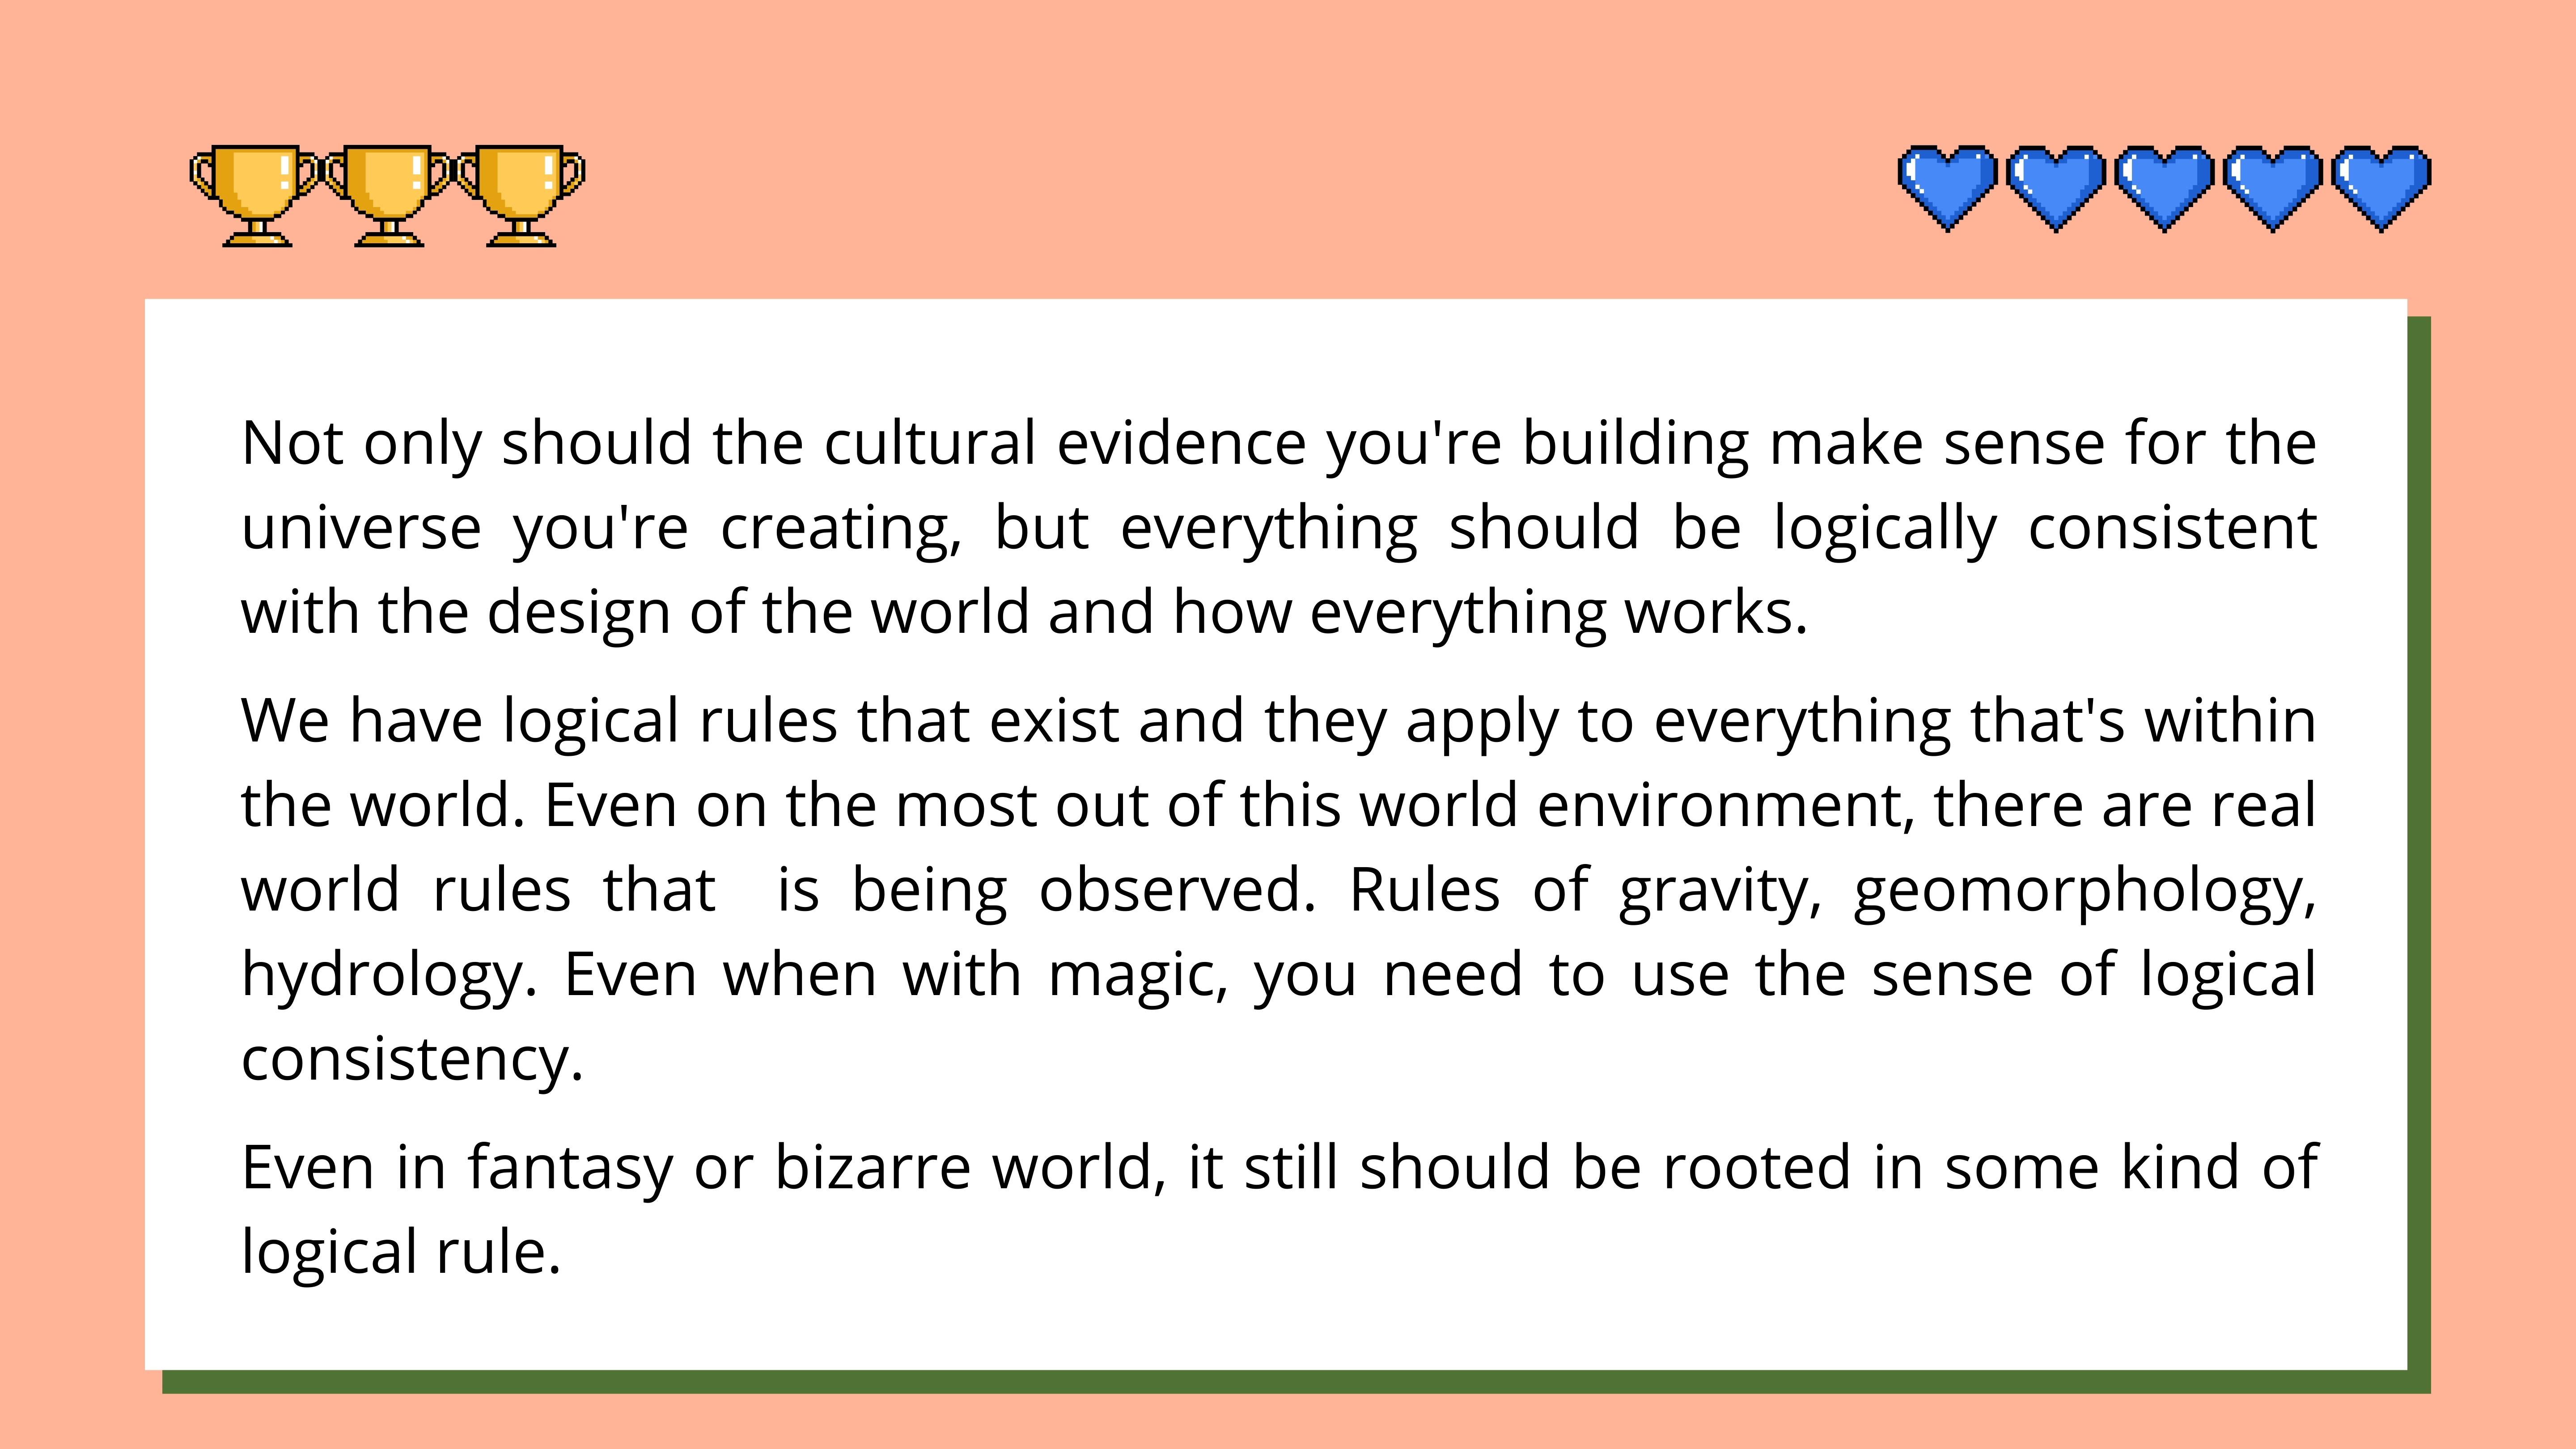 Not only should the cultural evidence you're building make sense for the
universe you're creating, but everything should be logically consistent
with the design of the world and how everything works.
We have logical rules that exist and they apply to everything that's within
the world. Even on the most out of this world environment, there are real
world rules that  is being observed. Rules of gravity, geomorphology,
hydrology. Even when with magic, you need to use the sense of logical
consistency.
Even in fantasy or bizarre world, it still should be rooted in some kind of
logical rule.